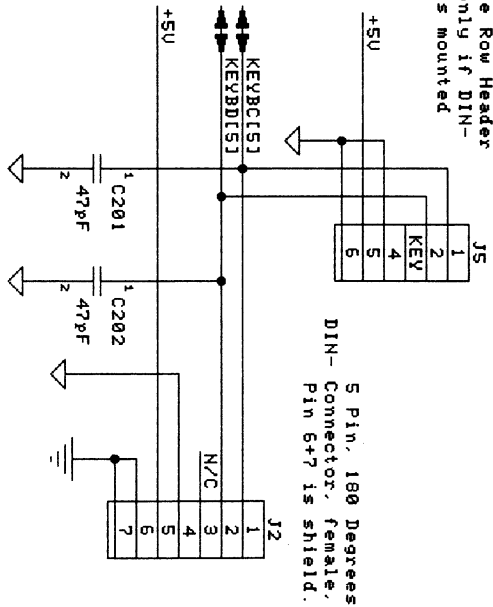 e Row Header
nly if DIN-
s mounted
+5V
J5
1
2
KEY
4
5
6
KEYBC[5]
KEYBD[5]
+5V
1
C201
2
47pF
1
C202
2
47pF
5 Pin, 180 Degrees
DIN- Connector, female,
Pin 6+7 is shield.
J2
1
2
N/C
3
4
5
6
7